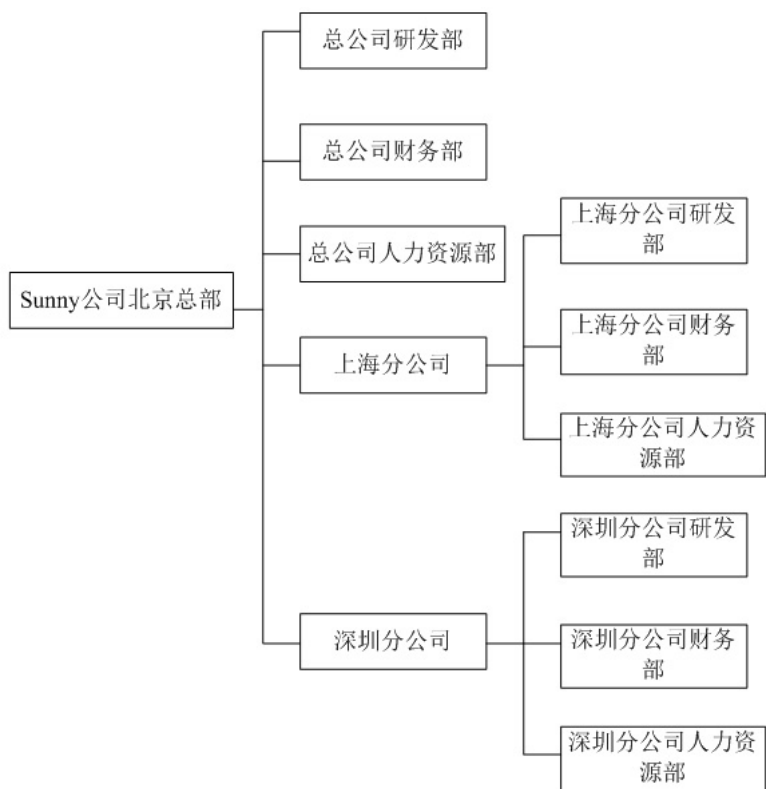 总公司研发部
总公司财务部
总公司人力资源部
Sunny公司北京总部
上海分公司
深圳分公司
上海分公司研发
部
上海分公司财务
部
上海分公司人力资
源部
深圳分公司研发
部
深圳分公司财务
部
深圳分公司人力资
源部